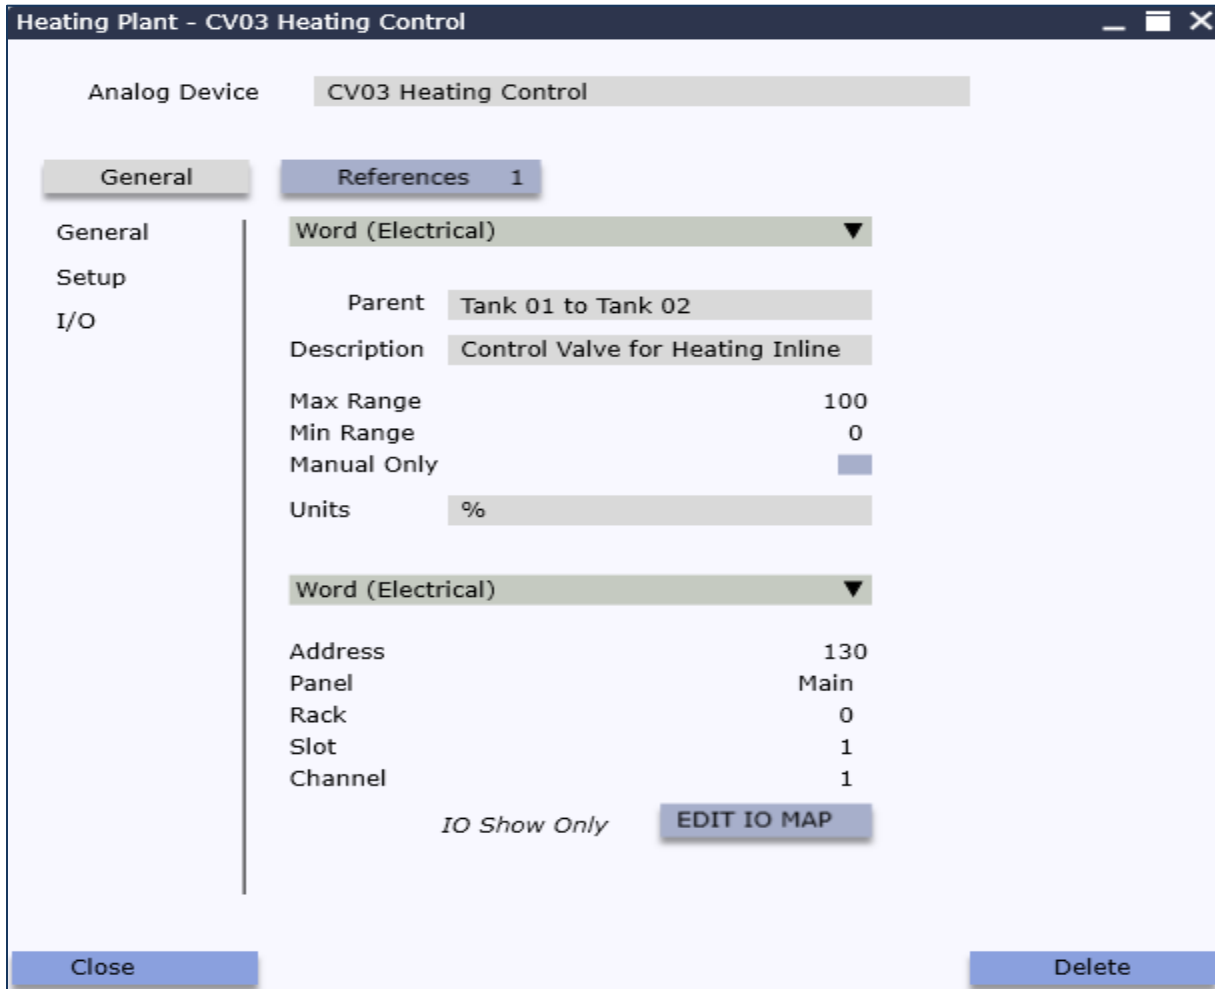 Heating Plant - CV03 Heating Control
Analog Device CV03 Heating Control
General References 1
General
Setup
I/O
Word (Electrical)
Parent Tank 01 to Tank 02
Description Control Valve for Heating Inline
Max Range 100
Min Range 0
Manual Only
Units %
Word (Electrical)
Address 130
Panel Main
Rack 0
Slot 1
Channel 1
IO Show Only EDIT IO MAP
Close Delete